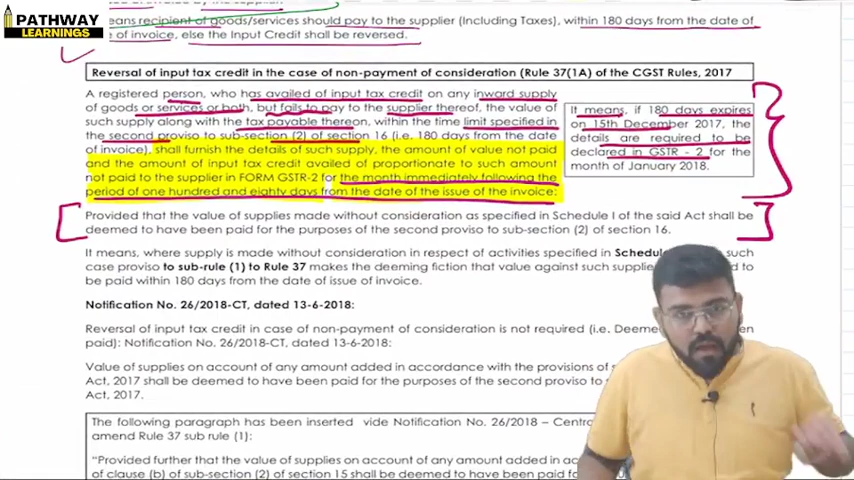 PATHWAY
LEARNINGS
means recipient of goods/services should pay to the supplier (Including Taxes), within 180 days from the date of
of invoice, else the Input Credit shall be reversed.
Reversal of input tax credit in the case of non-payment of consideration (Rule 37(1A) of the CGST Rules, 2017
A registered person, who has availed of input tax credit on any inward supply
of goods or services or both, but fails to pay to the supplier thereof, the value of
such supply along with the tax payable thereon, within the time limit specified in
the second proviso to sub-section (2) of section 16 (i.e. 180 days from the date
of invoice), shall furnish the details of such supply, the amount of value not paid
and the amount of input tax credit availed of proportionate to such amount
not paid to the supplier in FORM GSTR-2 for the month immediately following the
period of one hundred and eighty days from the date of the issue of the invoice:
It means, if 180 days expires
on 15th December 2017, the
details are required to be
declared in GSTR - 2 for the
month of January 2018.
Provided that the value of supplies made without consideration as specified in Schedule I of the said Act shall be
deemed to have been paid for the purposes of the second proviso to sub-section (2) of section 16.
It means, where supply is made without consideration in respect of activities specified in Schedule such
case proviso to sub-rule (1) to Rule 37 makes the deeming fiction that value against such to
be paid within 180 days from the date of issue of invoice.
Notification No. 26/2018-CT, dated 13-6-2018:
Reversal of input tax credit in case of non-payment of consideration is not required (i.e.
paid): Notification No. 26/2018-CT, dated 13-6-2018:
Value of supplies on account of any amount added in accordance with the provisions of
Act, 2017 shall be deemed to have been paid for the purposes of the second proviso to
Act, 2017.
The following paragraph has been inserted vide Notification No. 26/2018 –
amend Rule 37 sub rule (1):
"Provided further that the value of supplies on account of any amount added in
of clause (b) of sub-section (2) of section 15 shall be deemed to have been paid